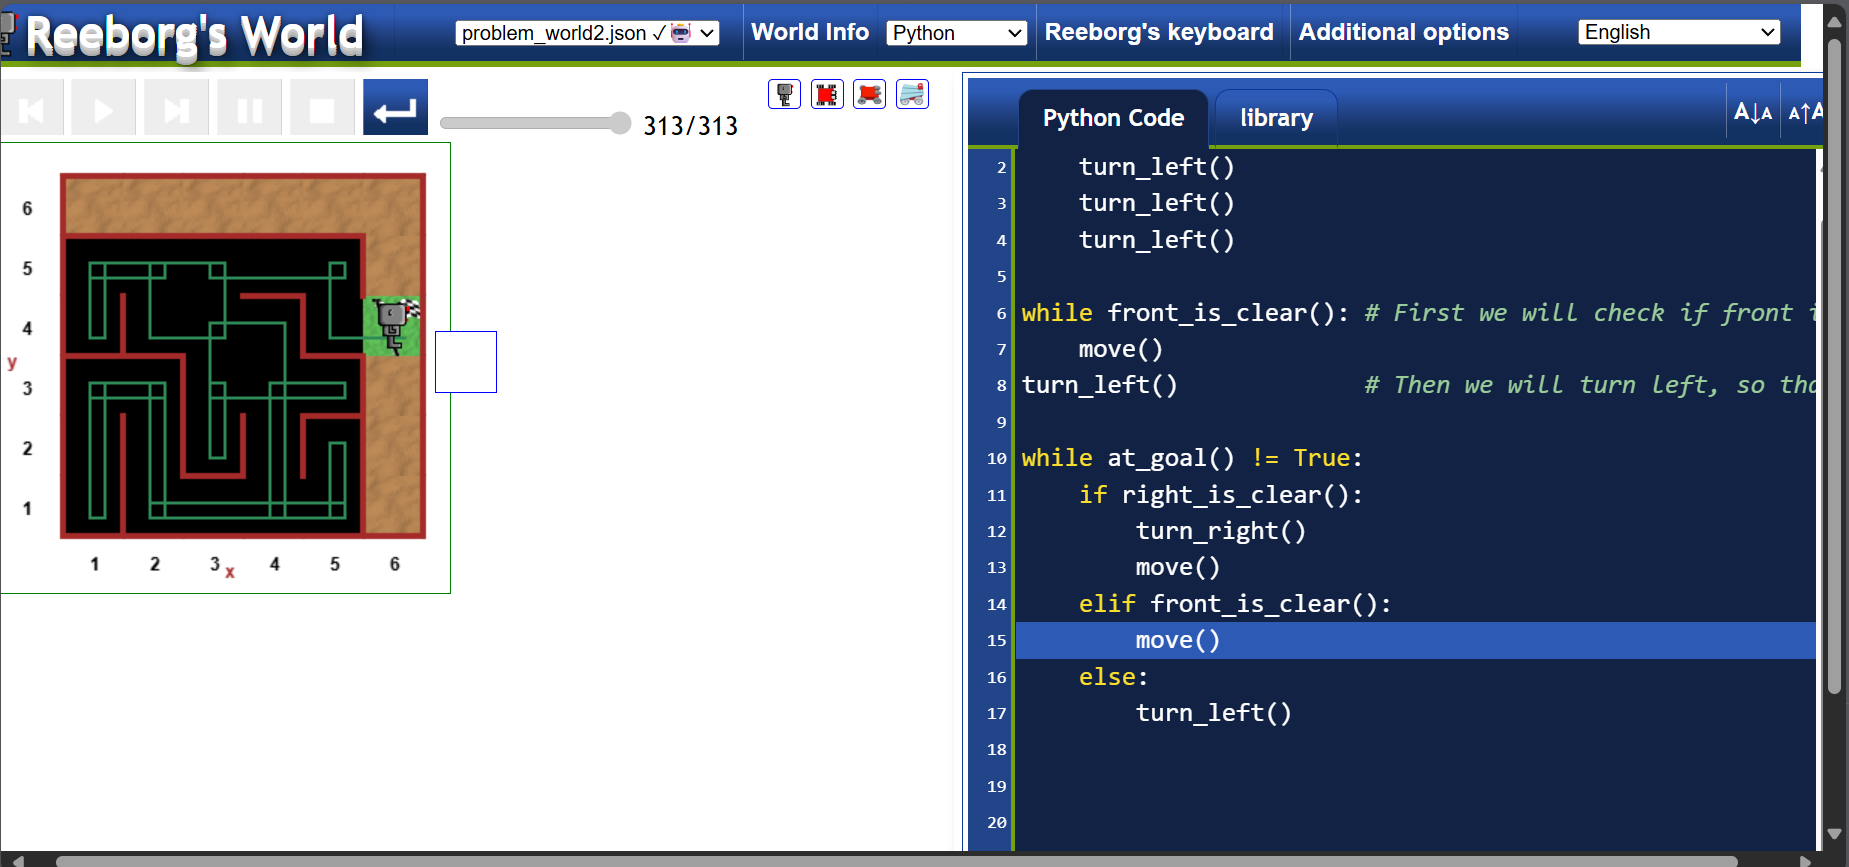 Reeborg's World
problem_world2.json ✓
World Info
Python
Reeborg's keyboard
Additional options
English
313/313
Python Code
library
A↓A
A↑A
6
5
4
y
3
2
1
1 2 3 x 4 5 6
2 turn_left()
3 turn_left()
4 turn_left()
5
6 while front_is_clear(): # First we will check if front
7 move()
8 turn_left() # Then we will turn left, so
9
10 while at_goal() != True:
11 if right_is_clear():
12 turn_right()
13 move()
14 elif front_is_clear():
15 move()
16 else:
17 turn_left()
18
19
20